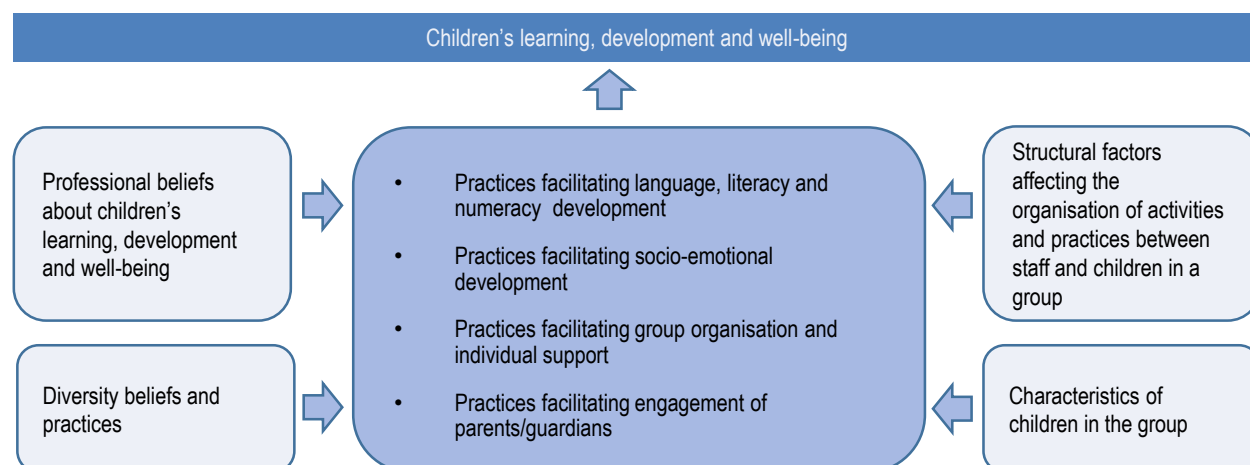 Children’s learning, development and well-being
Professional beliefs
about children’s
learning, development
and well-being
Diversity beliefs and
practices
• Practices facilitating language, literacy and
numeracy development
• Practices facilitating socio-emotional
development
• Practices facilitating group organisation and
individual support
• Practices facilitating engagement of
parents/guardians
Structural factors
affecting the
organisation of activities
and practices between
staff and children in a
group
Characteristics of
children in the group